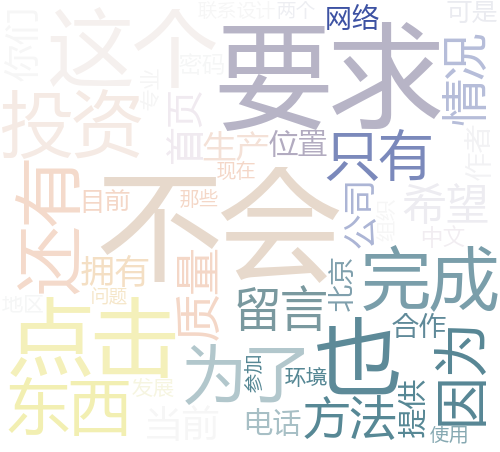 联系
设计
两个
网络
可是
你们
这个
要求
情况
密码
专业
投资
首页
生产
位置
只有
作者
还有
目前
现在
那些
不会
公司
希望
中文
拥有
质量
北京
地区
问题
留言
完成
点击
为了
也
合作
因为
东西
发展
参加
环境
当前
电话
方法
提供
使用